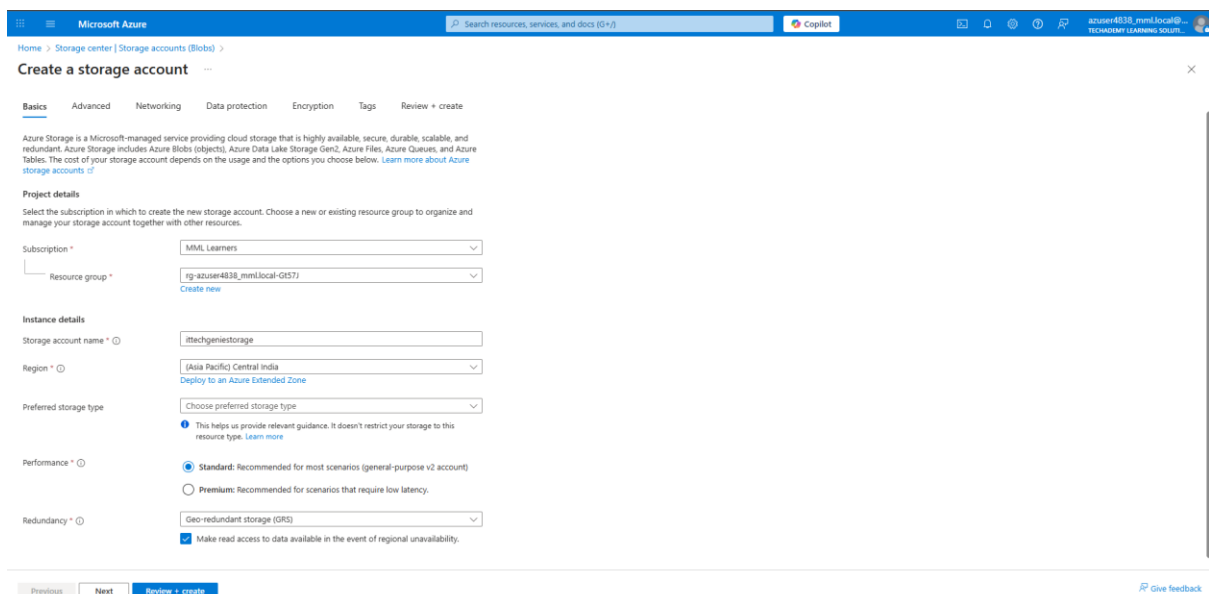 Microsoft Azure
Search resources, services, and docs (G+/)
Copilot
azuser4838_mml.local@...
TECHADEMY LEARNING SOLUTI...
Home > Storage center | Storage accounts (Blobs) >
Create a storage account ...
Basics Advanced Networking Data protection Encryption Tags Review + create
Azure Storage is a Microsoft-managed service providing cloud storage that is highly available, secure, durable, scalable, and
redundant. Azure Storage includes Azure Blobs (objects), Azure Data Lake Storage Gen2, Azure Files, Azure Queues, and Azure
Tables. The cost of your storage account depends on the usage and the options you choose below. Learn more about Azure
storage accounts
Project details
Select the subscription in which to create the new storage account. Choose a new or existing resource group to organize and
manage your storage account together with other resources.
Subscription * MML Learners
Resource group * rg-azuser4838_mml.local-Gt57J
Create new
Instance details
Storage account name * ittechgeniestorage
Region * (Asia Pacific) Central India
Deploy to an Azure Extended Zone
Preferred storage type Choose preferred storage type
This helps us provide relevant guidance. It doesn't restrict your storage to this
resource type. Learn more
Performance * Standard: Recommended for most scenarios (general-purpose v2 account)
Premium: Recommended for scenarios that require low latency.
Redundancy * Geo-redundant storage (GRS)
Make read access to data available in the event of regional unavailability.
Previous Next Review + create Give feedback